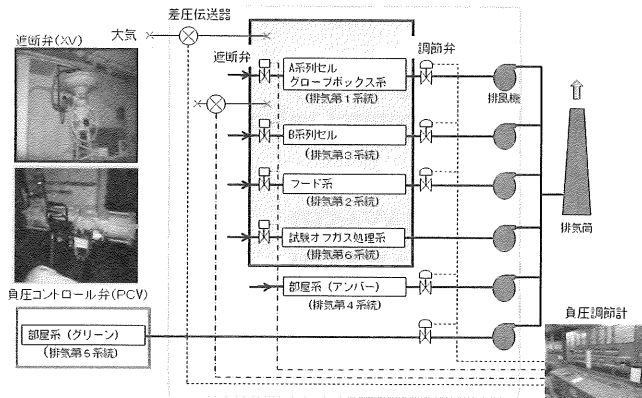 差圧伝送器
遮断弁(XV)
大気
遮断弁
調節弁
A系列セル
グローブボックス系
(排気第1系統)
排風機
B系列セル
(排気第3系統)
フード系
(排気第2系統)
排気筒
試験オフガス処理系
(排気第6系統)
部屋系（アンバー）
(排気第4系統)
負圧コントロール弁(PCV)
負圧調節計
部屋系（グリーン）
(排気第5系統)